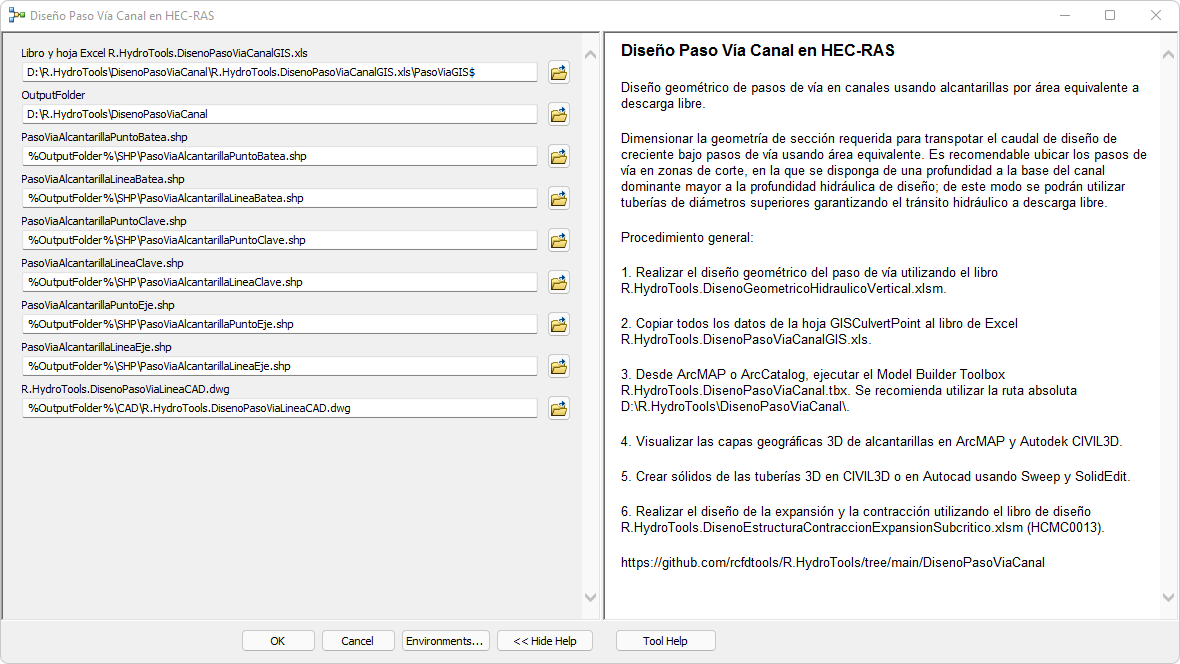 Diseño Paso Vía Canal en HEC-RAS
Libro y hoja Excel R.HydroTools.DisenoPasoViaCanalGIS.xls
D:\R.HydroTools\DisenoPasoViaCanal\R.HydroTools.DisenoPasoViaCanalGIS.xls\PasoViaGIS$
OutputFolder
D:\R.HydroTools\DisenoPasoViaCanal
PasoViaAlcantarillaPuntoBatea.shp
%OutputFolder%\SHP\PasoViaAlcantarillaPuntoBatea.shp
PasoViaAlcantarillaLineaBatea.shp
%OutputFolder%\SHP\PasoViaAlcantarillaLineaBatea.shp
PasoViaAlcantarillaPuntoClave.shp
%OutputFolder%\SHP\PasoViaAlcantarillaPuntoClave.shp
PasoViaAlcantarillaLineaClave.shp
%OutputFolder%\SHP\PasoViaAlcantarillaLineaClave.shp
PasoViaAlcantarillaPuntoEje.shp
%OutputFolder%\SHP\PasoViaAlcantarillaPuntoEje.shp
PasoViaAlcantarillaLineaEje.shp
%OutputFolder%\SHP\PasoViaAlcantarillaLineaEje.shp
R.HydroTools.DisenoPasoViaLineaCAD.dwg
%OutputFolder%\CAD\R.HydroTools.DisenoPasoViaLineaCAD.dwg
Diseño Paso Vía Canal en HEC-RAS
Diseño geométrico de pasos de vía en canales usando alcantarillas por área equivalente a
descarga libre.
Dimensionar la geometría de sección requerida para transpotar el caudal de diseño de
creciente bajo pasos de vía usando área equivalente. Es recomendable ubicar los pasos de
vía en zonas de corte, en la que se disponga de una profundidad a la base del canal
dominante mayor a la profundidad hidráulica de diseño; de este modo se podrán utilizar
tuberías de diámetros superiores garantizando el tránsito hidráulico a descarga libre.
Procedimiento general:
1. Realizar el diseño geométrico del paso de vía utilizando el libro
R.HydroTools.DisenoGeometricoHidraulicoVertical.xlsm.
2. Copiar todos los datos de la hoja GISCulvertPoint al libro de Excel
R.HydroTools.DisenoPasoViaCanalGIS.xls.
3. Desde ArcMAP o ArcCatalog, ejecutar el Model Builder Toolbox
R.HydroTools.DisenoPasoViaCanal.tbx. Se recomienda utilizar la ruta absoluta
D:\R.HydroTools\DisenoPasoViaCanal\.
4. Visualizar las capas geográficas 3D de alcantarillas en ArcMAP y Autodek CIVIL3D.
5. Crear sólidos de las tuberías 3D en CIVIL3D o en Autocad usando Sweep y SolidEdit.
6. Realizar el diseño de la expansión y la contracción utilizando el libro de diseño
R.HydroTools.DisenoEstructuraContraccionExpansionSubcritico.xlsm (HCMC0013).
https://github.com/rcfdtools/R.HydroTools/tree/main/DisenoPasoViaCanal
OK
Cancel
Environments...
<< Hide Help
Tool Help